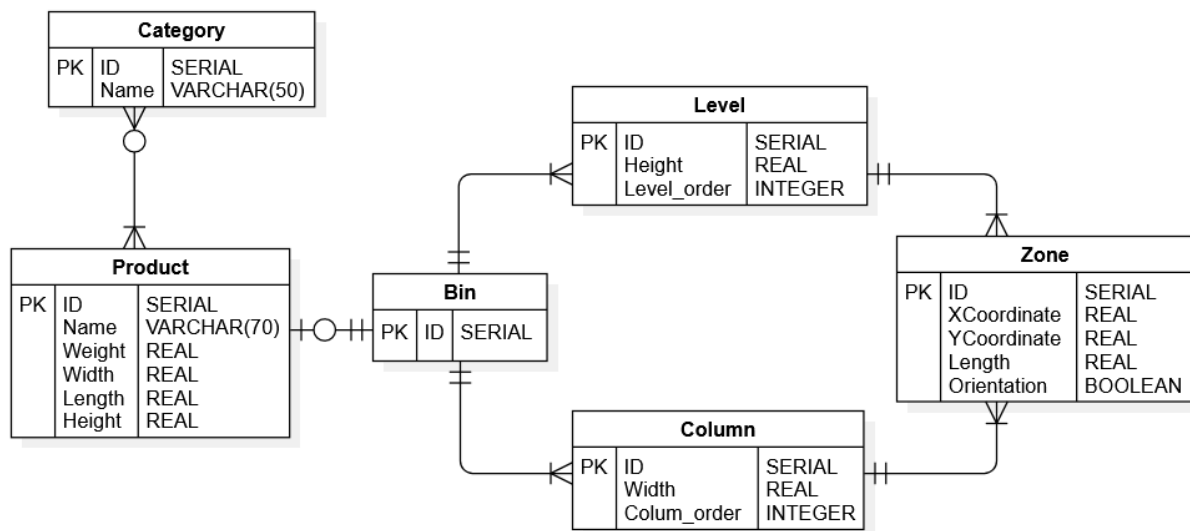 Category
PK ID SERIAL
Name VARCHAR(50)
Level
PK ID SERIAL
Height REAL
Level_order INTEGER
Product
PK ID SERIAL
Name VARCHAR(70)
Weight REAL
Width REAL
Length REAL
Height REAL
Bin
PK ID SERIAL
Zone
PK ID SERIAL
XCoordinate REAL
YCoordinate REAL
Length REAL
Orientation BOOLEAN
Column
PK ID SERIAL
Width REAL
Colum_order INTEGER